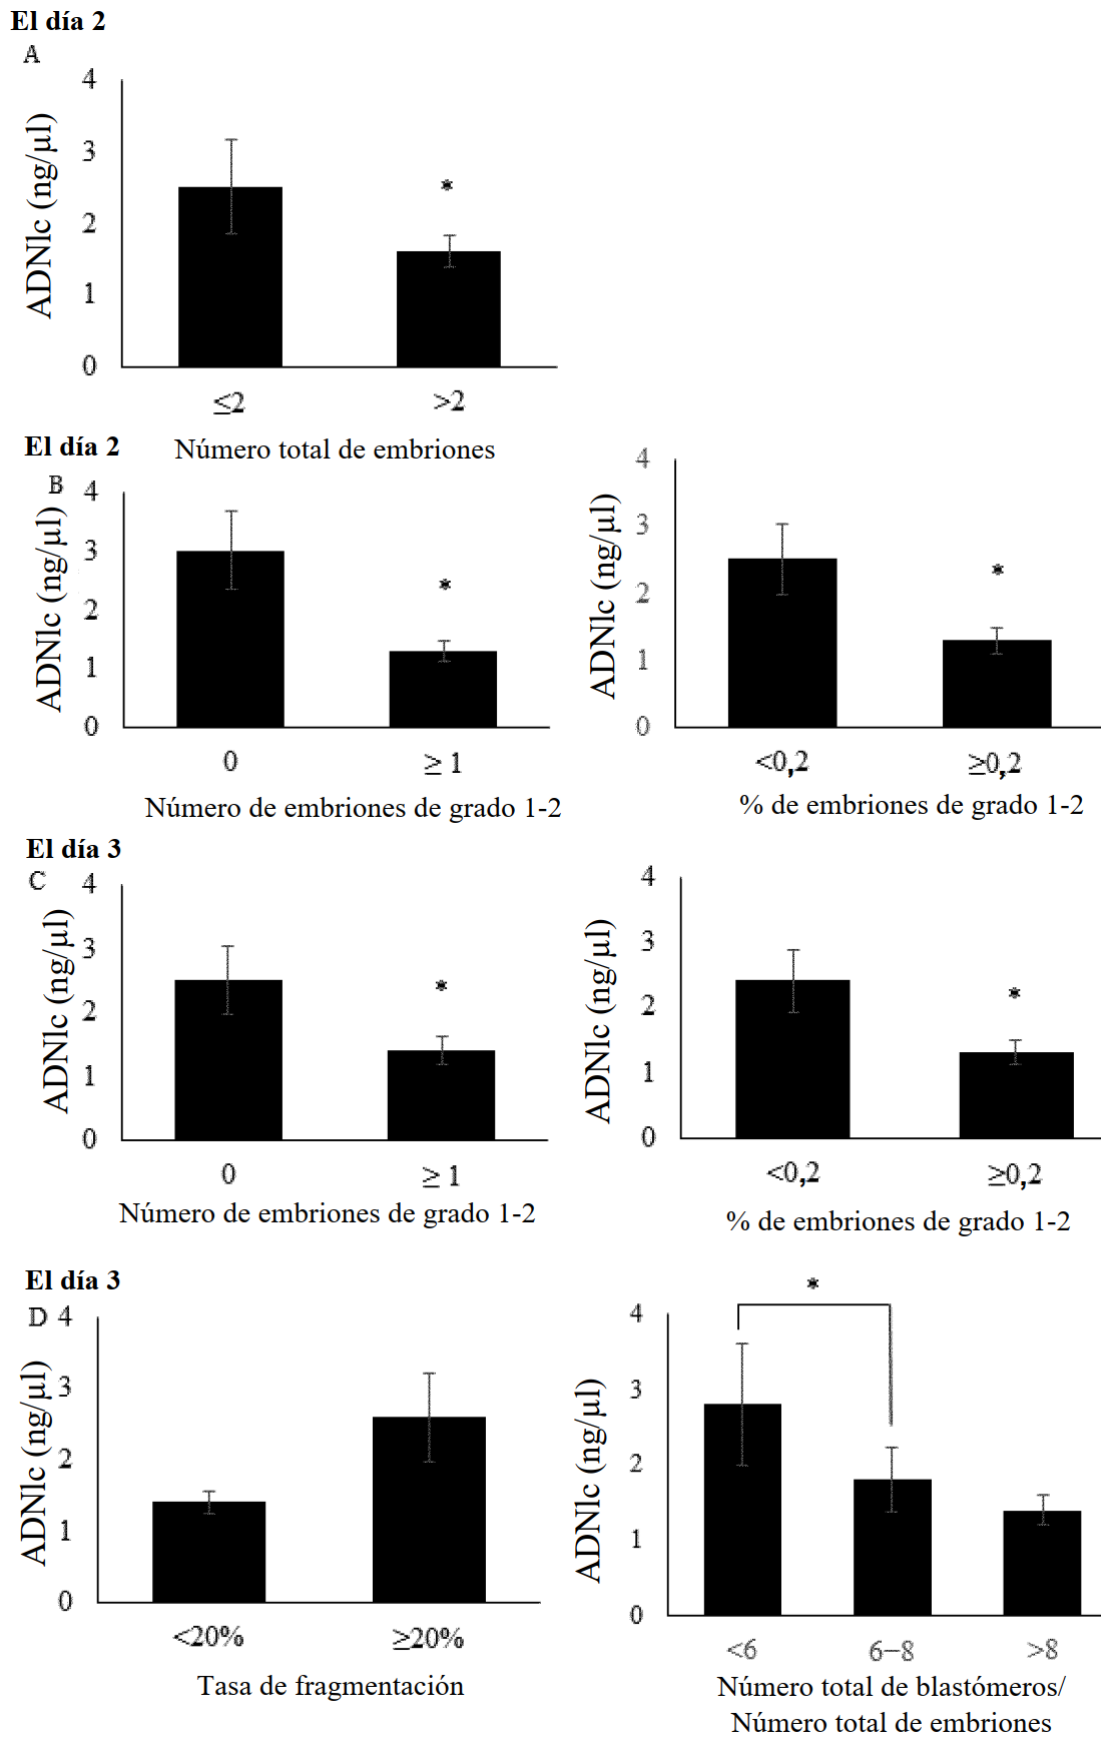 El día 2
A
ADNlc (ng/µl)
4
3
2
1
0
*
≤2
>2
Número total de embriones
El día 2
B
ADNlc (ng/µl)
4
3
2
1
0
*
0
≥ 1
Número de embriones de grado 1-2
ADNlc (ng/µl)
4
3
2
1
0
*
<0,2
≥0,2
% de embriones de grado 1-2
El día 3
C
ADNlc (ng/µl)
4
3
2
1
0
*
0
≥ 1
Número de embriones de grado 1-2
ADNlc (ng/µl)
4
3
2
1
0
*
<0,2
≥0,2
% de embriones de grado 1-2
El día 3
D
ADNlc (ng/µl)
4
3
2
1
0
<20%
≥20%
Tasa de fragmentación
ADNlc (ng/µl)
4
3
2
1
0
*
<6
6–8
>8
Número total de blastómeros/
Número total de embriones